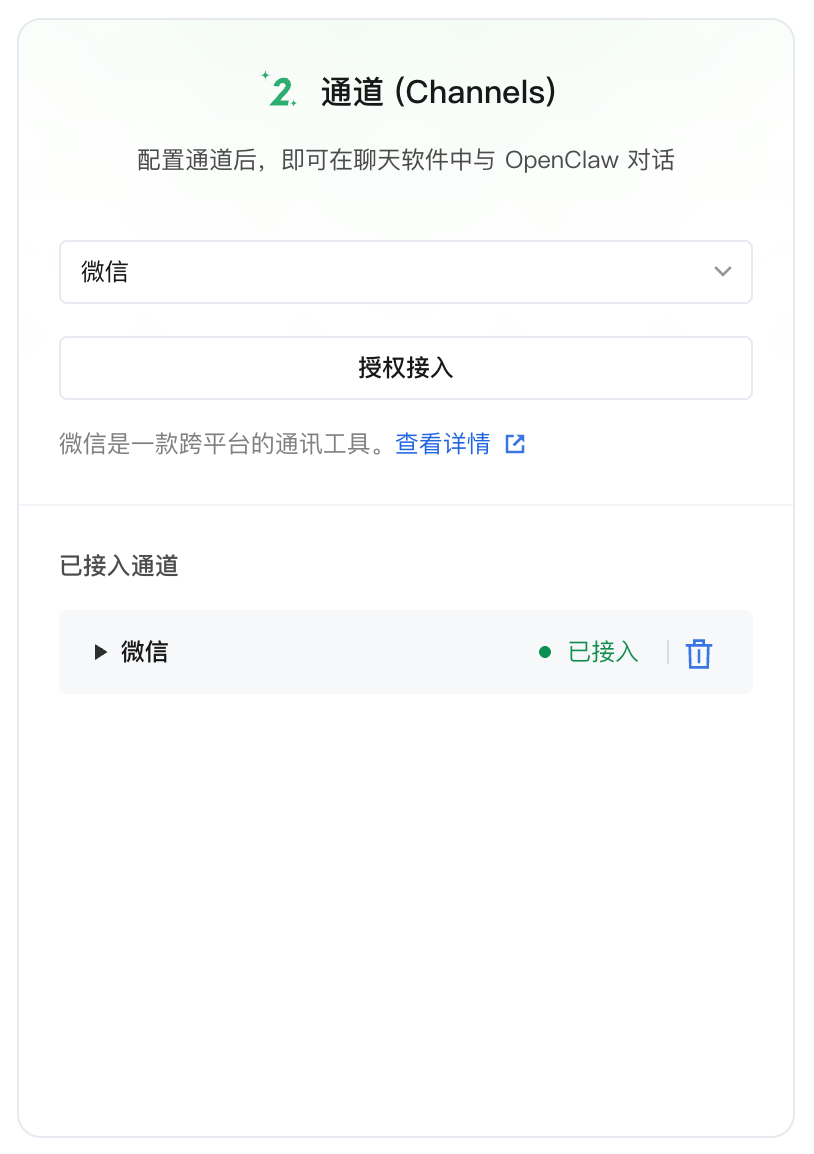 2 通道 (Channels)
配置通道后，即可在聊天软件中与 OpenClaw 对话
微信
授权接入
微信是一款跨平台的通讯工具。查看详情
已接入通道
微信 已接入